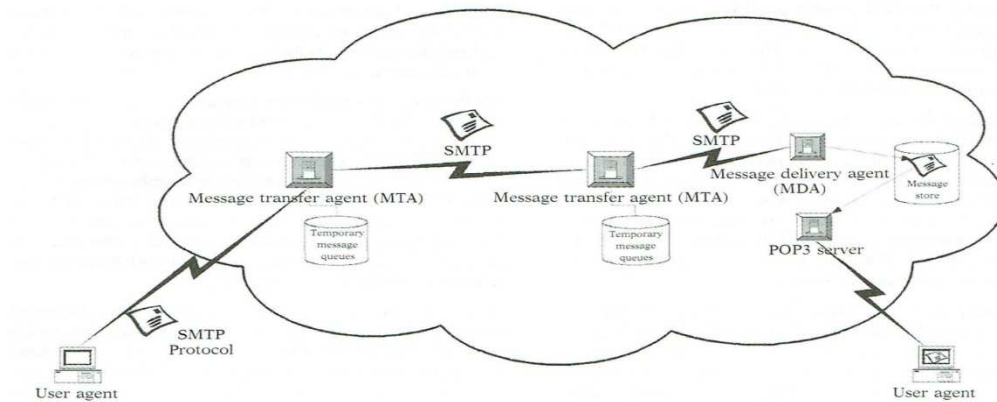 SMTP
SMTP
Message transfer agent (MTA)
Message transfer agent (MTA)
Message delivery agent
(MDA)
Message
store
Temporary
message
queues
Temporary
message
queues
POP3 server
SMTP
Protocol
User agent
User agent